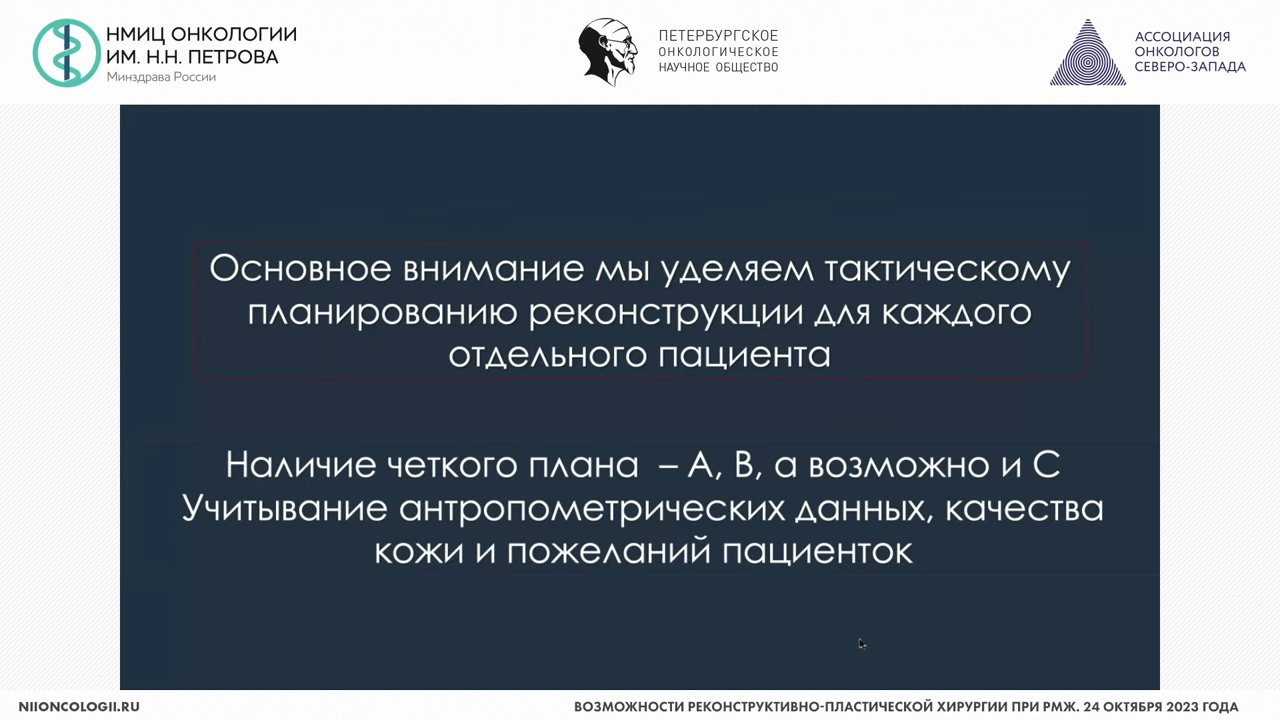 НМИЦ ОНКОЛОГИИ
ИМ. Н.Н. ПЕТРОВА
Минздрава России
ПЕТЕРБУРГСКОЕ
ОНКОЛОГИЧЕСКОЕ
НАУЧНОЕ ОБЩЕСТВО
АССОЦИАЦИЯ
ОНКОЛОГОВ
СЕВЕРО-ЗАПАДА
Основное внимание мы уделяем тактическому
планированию реконструкции для каждого
отдельного пациента
Наличие четкого плана – А, В, а возможно и С
Учитывание антропометрических данных, качества
кожи и пожеланий пациенток
NIIONCOLOGII.RU
ВОЗМОЖНОСТИ РЕКОНСТРУКТИВНО-ПЛАСТИЧЕСКОЙ ХИРУРГИИ ПРИ РМЖ. 24 ОКТЯБРЯ 2023 ГОДА